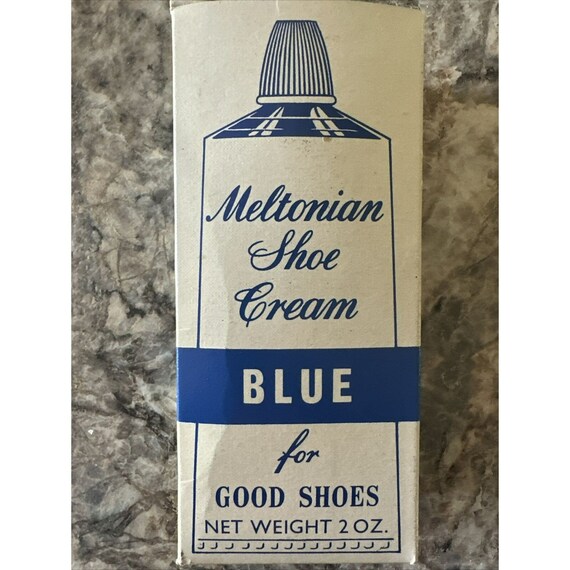 Meltonian
Shoe
Cream
BLUE
for
GOOD SHOES
NET WEIGHT 2 OZ.